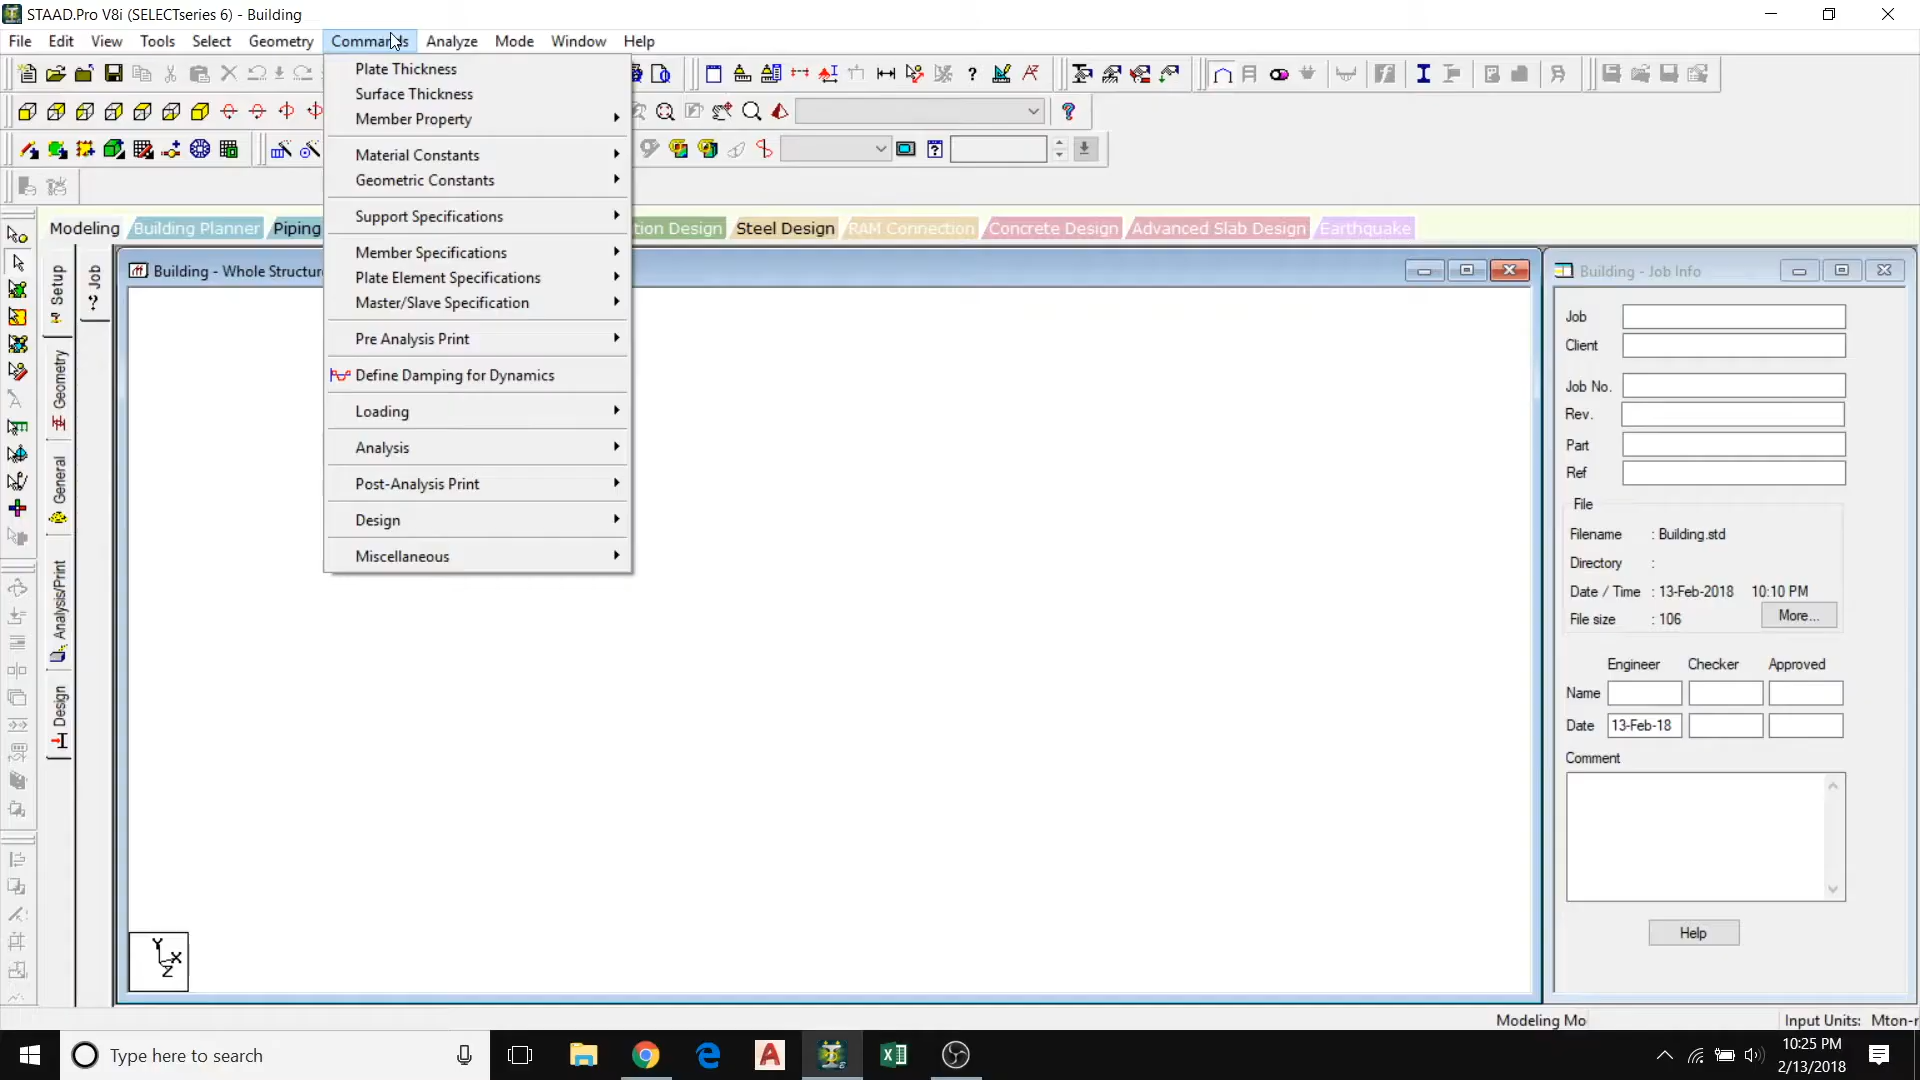 STAAD.Pro V8i (SELECTseries 6) - Building
File Edit View Tools Select Geometry Commands Analyze Mode Window Help
Plate Thickness
Surface Thickness
Member Property
Material Constants
Geometric Constants
Support Specifications
Member Specifications
Plate Element Specifications
Master/Slave Specification
Pre Analysis Print
Define Damping for Dynamics
Loading
Analysis
Post-Analysis Print
Design
Miscellaneous
Modeling Building Planner Piping tion Design Steel Design RAM Connection Concrete Design Advanced Slab Design Earthquake
Setup
Geometry
General
Analysis/Print
Design
Job
Building - Whole Structur
Y
X
Z
Building - Job Info
Job
Client
Job No.
Rev.
Part
Ref
File
Filename : Building.std
Directory :
Date / Time : 13-Feb-2018 10:10 PM
File size : 106 More...
Engineer Checker Approved
Name
Date 13-Feb-18
Comment
Help
Modeling Mo Input Units: Mton-r
Type here to search
10:25 PM
2/13/2018